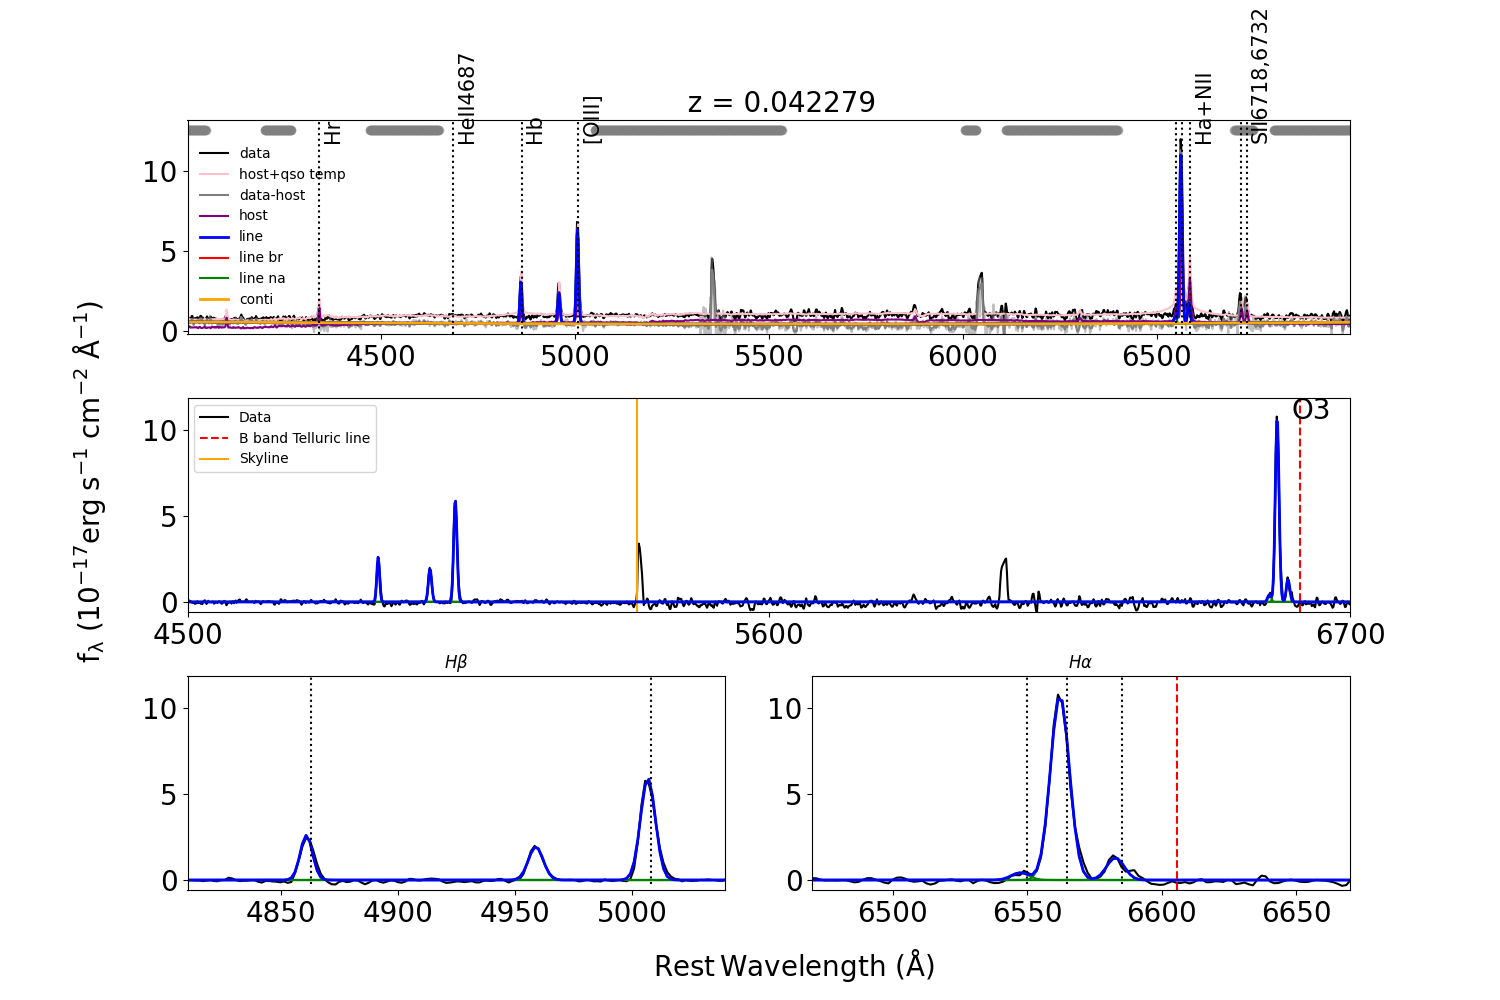 z = 0.042279
Hr
HeII4687
Hb
[OIII]
Ha+NII
SII6718,6732
data
host+qso temp
data-host
host
line
line br
line na
conti
10
5
0
4500 5000 5500 6000 6500
Data
B band Telluric line
Skyline
O3
10
5
0
4500 5600 6700
fλ (10⁻¹⁷erg s⁻¹ cm⁻² Å⁻¹)
Hβ
10
5
0
4850 4900 4950 5000
Hα
10
5
0
6500 6550 6600 6650
Rest Wavelength (Å)